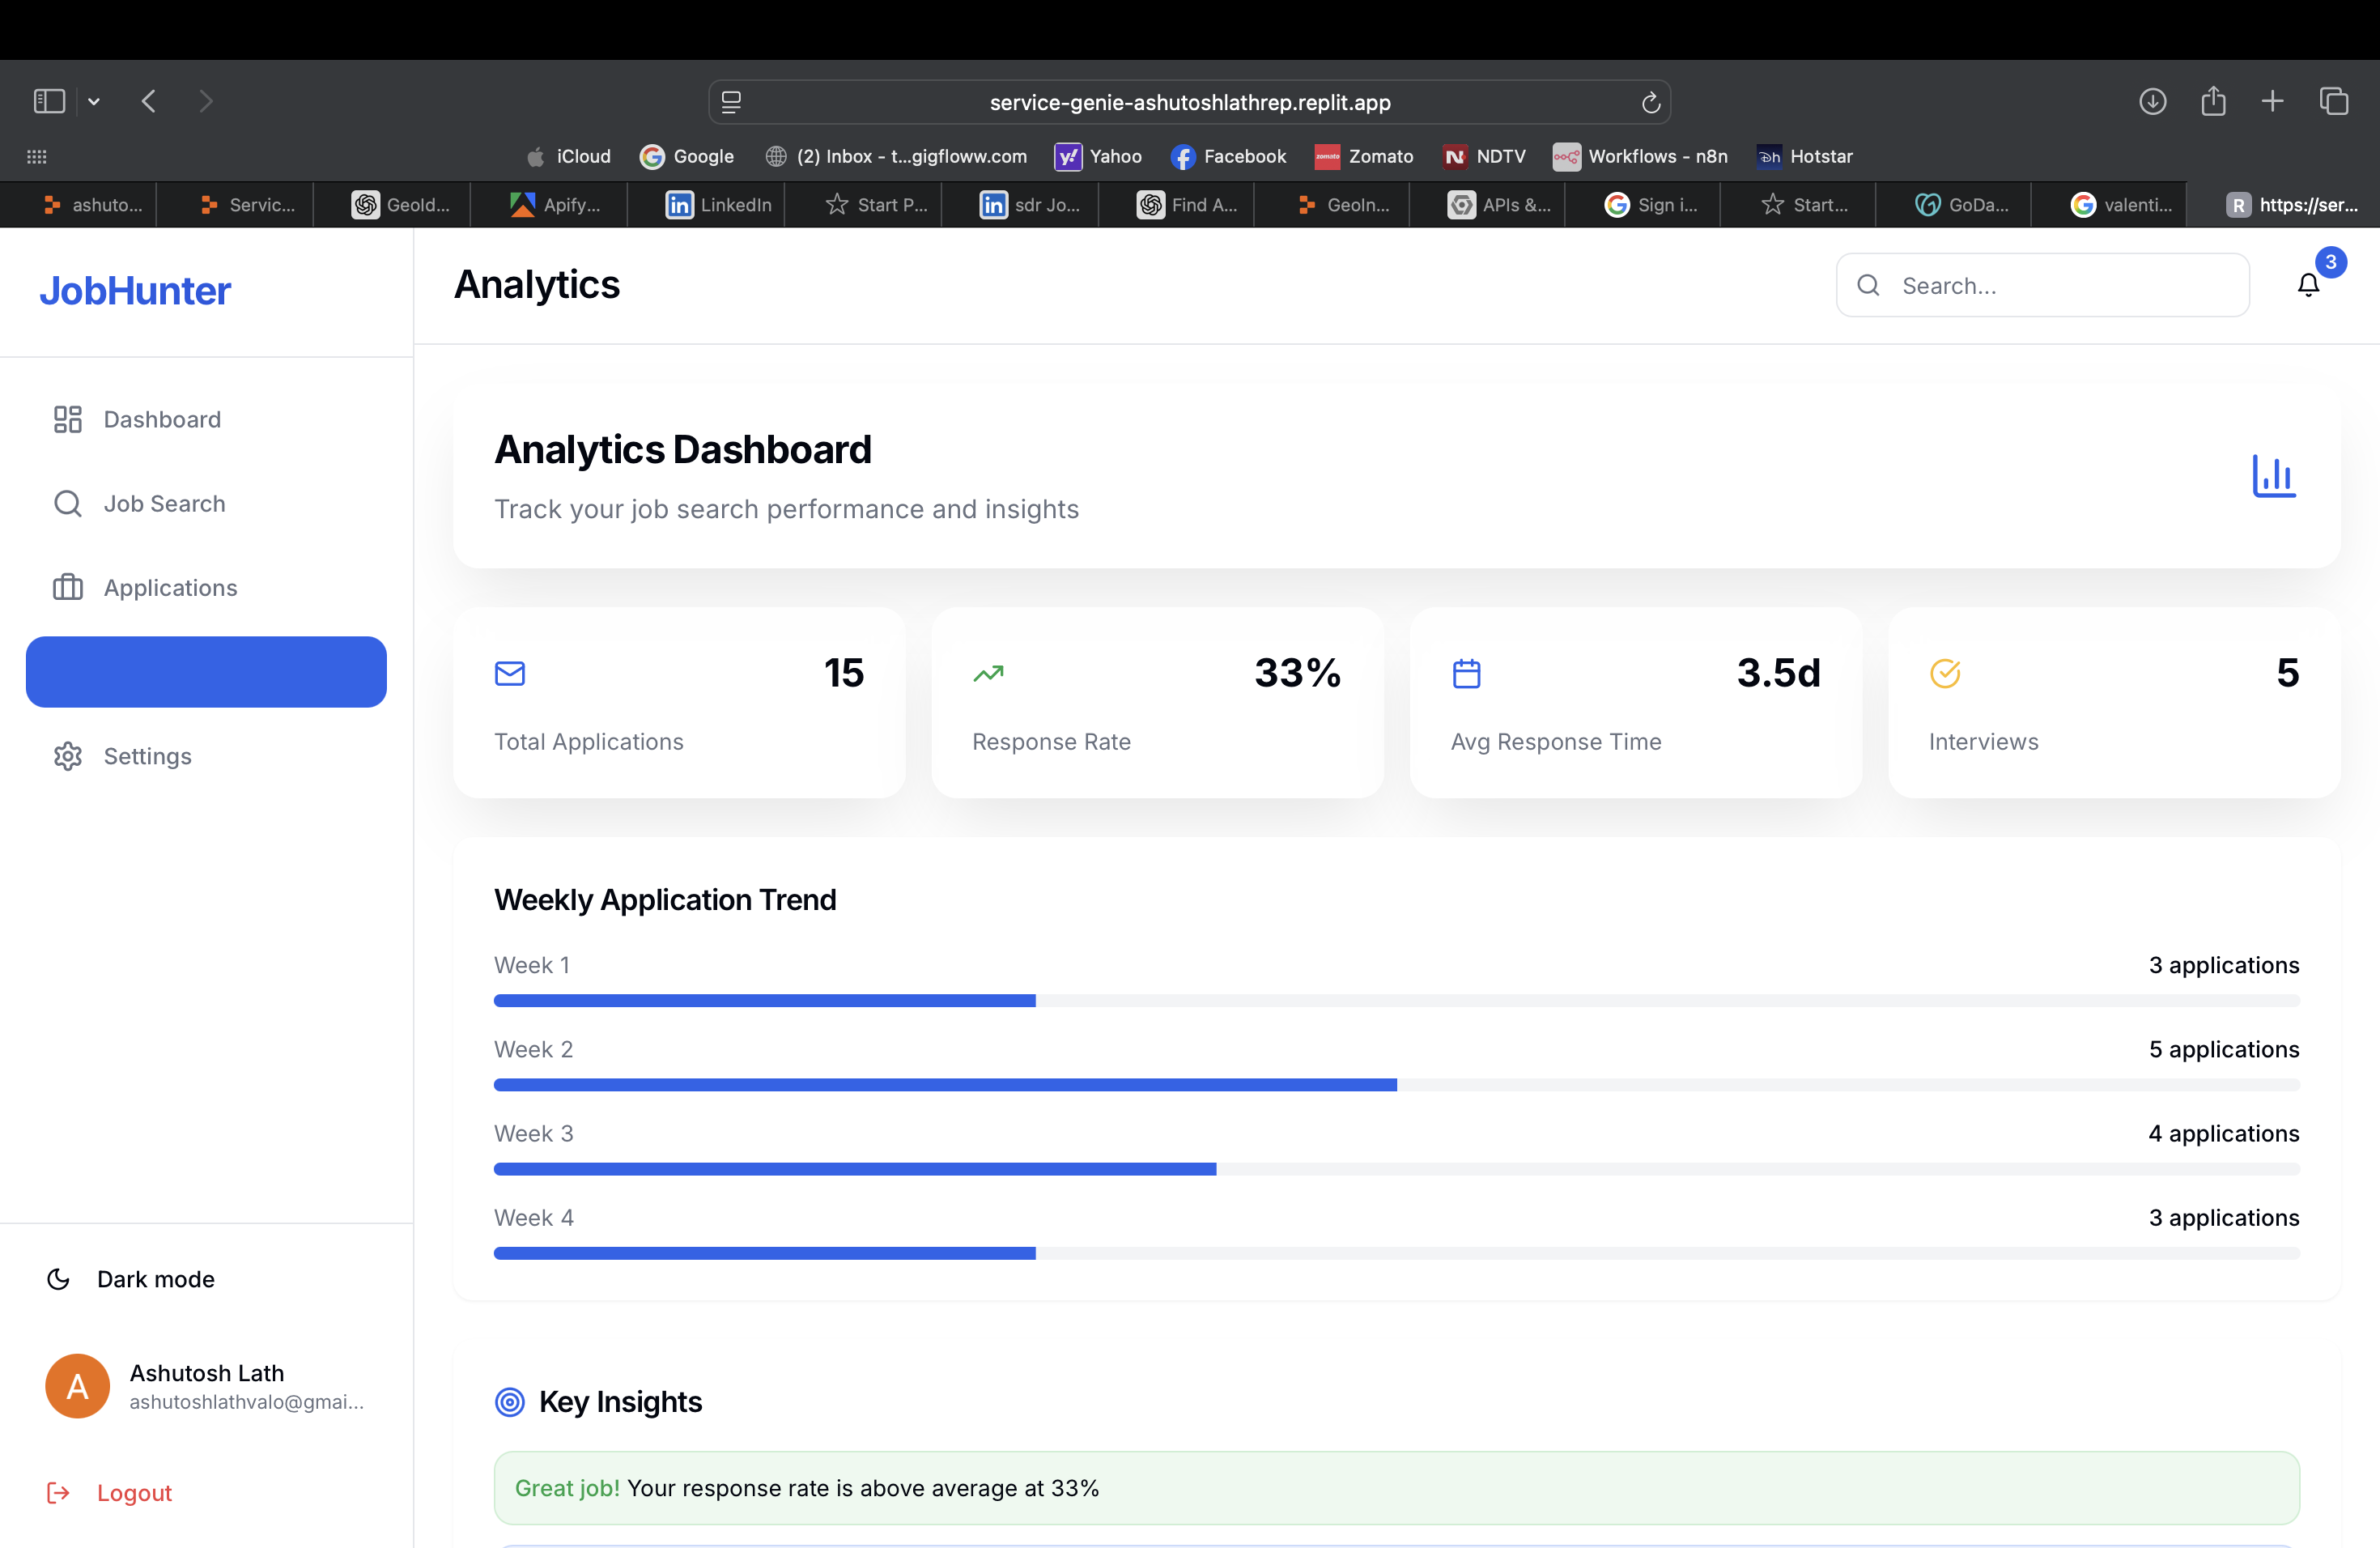 service-genie-ashutoshlathrep.replit.app
iCloud
Google
(2) Inbox - t...gigfloww.com
Yahoo
Facebook
zomato
Zomato
NDTV
Workflows - n8n
Hotstar
ashuto...
Servic...
Geold...
Apify...
LinkedIn
Start P...
sdr Jo...
Find A...
GeoIn...
APIs &...
Sign i...
Start...
GoDa...
valenti...
R
https://ser...
JobHunter
Dashboard
Job Search
Applications
Settings
Dark mode
A
Ashutosh Lath
ashutoshlathvalo@gmai...
Logout
Analytics
Search...
3
Analytics Dashboard
Track your job search performance and insights
15
Total Applications
33%
Response Rate
3.5d
Avg Response Time
5
Interviews
Weekly Application Trend
Week 1
3 applications
Week 2
5 applications
Week 3
4 applications
Week 4
3 applications
Key Insights
Great job! Your response rate is above average at 33%